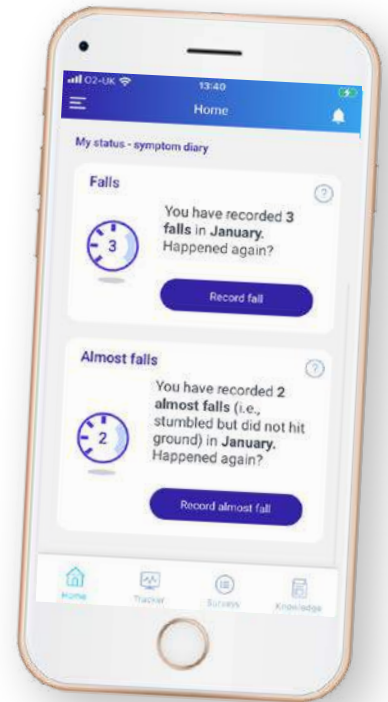 O2-UK
13:40
Home
My status - symptom diary
Falls
?
3
You have recorded 3
falls in January.
Happened again?
Record fall
Almost falls
?
2
You have recorded 2
almost falls (i.e.,
stumbled but did not hit
ground) in January.
Happened again?
Record almost fall
Home
Tracker
Surveys
Knowledge